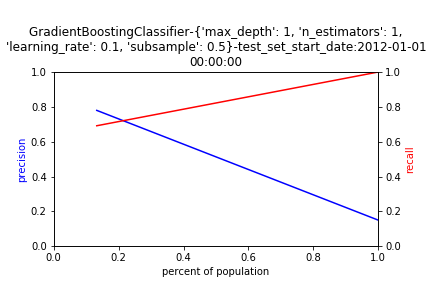 GradientBoostingClassifier-{'max_depth': 1, 'n_estimators': 1,
'learning_rate': 0.1, 'subsample': 0.5}-test_set_start_date:2012-01-01
00:00:00
1.0 1.0
0.8 0.8
0.6 0.6
precision recall
0.4 0.4
0.2 0.2
0.0 0.0
0.0 0.2 0.4 0.6 0.8 1.0
percent of population